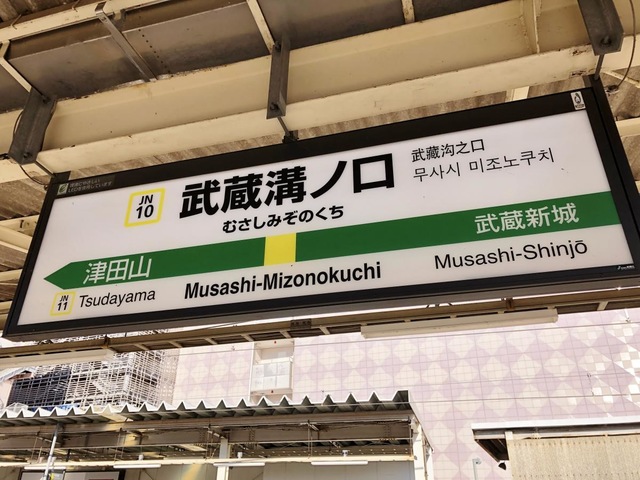 JN
10
武蔵溝ノ口
武藏沟之口
무사시 미조노쿠치
むさしみぞのくち
津田山
武蔵新城
JN
11
Tsudayama
Musashi-Mizonokuchi
Musashi-Shinjō